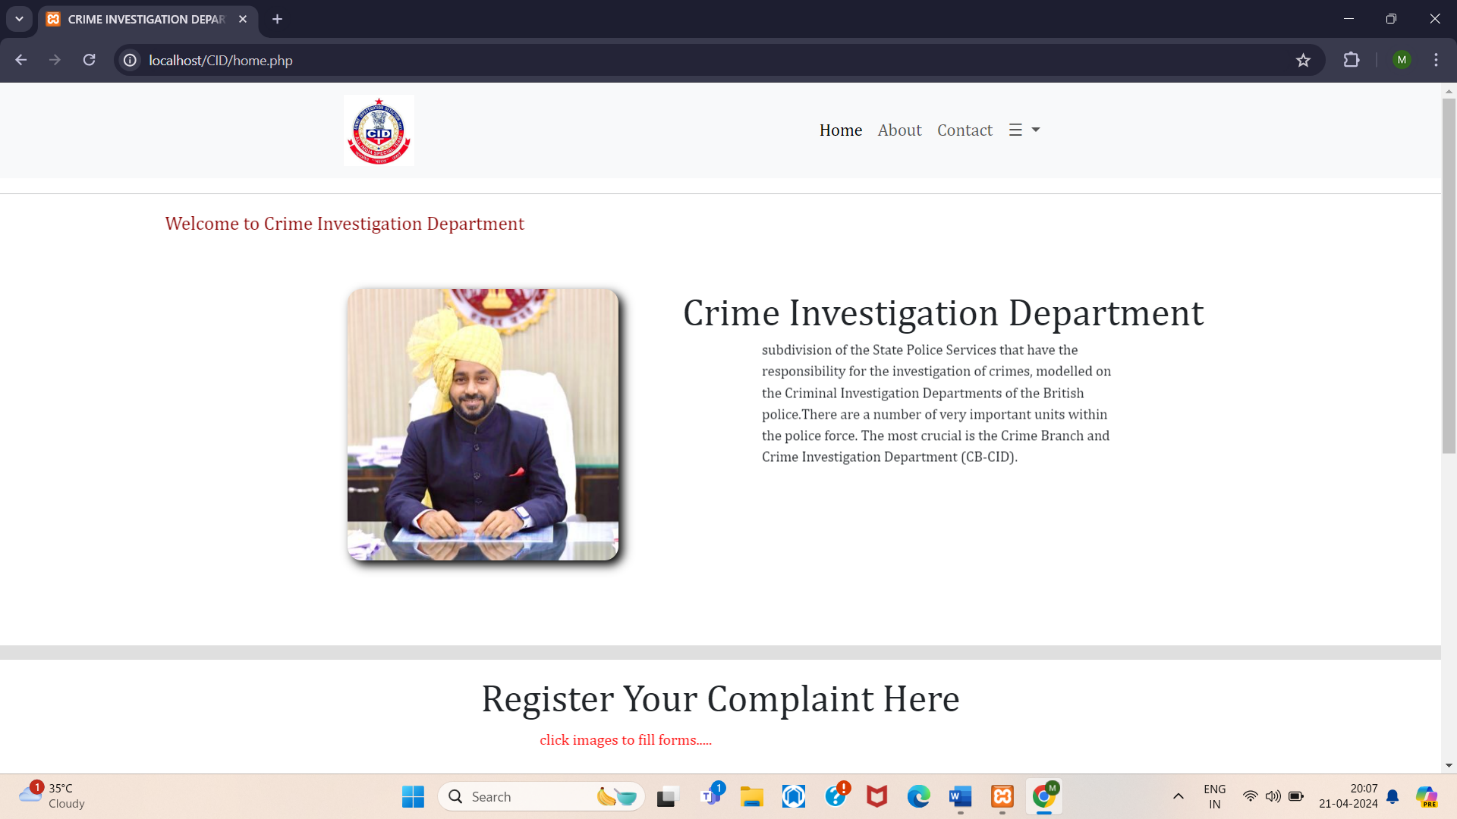 CRIME INVESTIGATION DEPAR
localhost/CID/home.php
M
CID
Home About Contact
Welcome to Crime Investigation Department
Crime Investigation Department
subdivision of the State Police Services that have the
responsibility for the investigation of crimes, modelled on
the Criminal Investigation Departments of the British
police.There are a number of very important units within
the police force. The most crucial is the Crime Branch and
Crime Investigation Department (CB-CID).
Register Your Complaint Here
click images to fill forms.....
1
35°C
Cloudy
Search
1
M
ENG
IN
20:07
21-04-2024
PRE